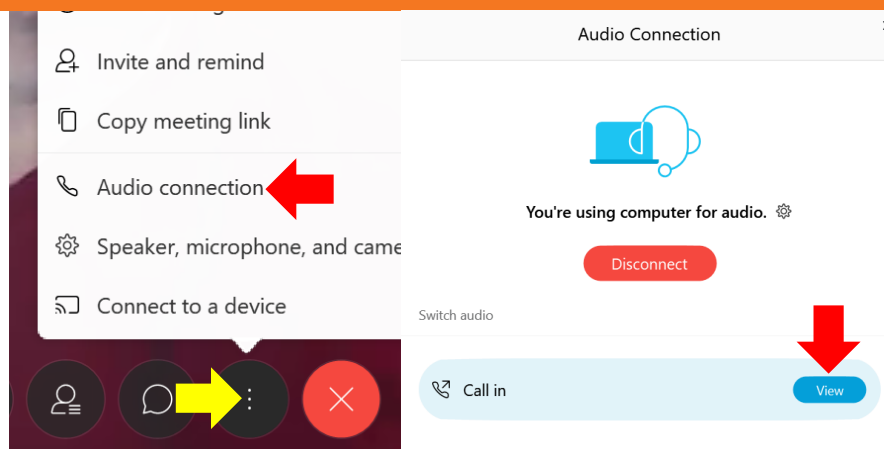 Invite and remind
Copy meeting link
Audio connection
Speaker, microphone, and came
Connect to a device
Audio Connection
You're using computer for audio.
Disconnect
Switch audio
Call in
View